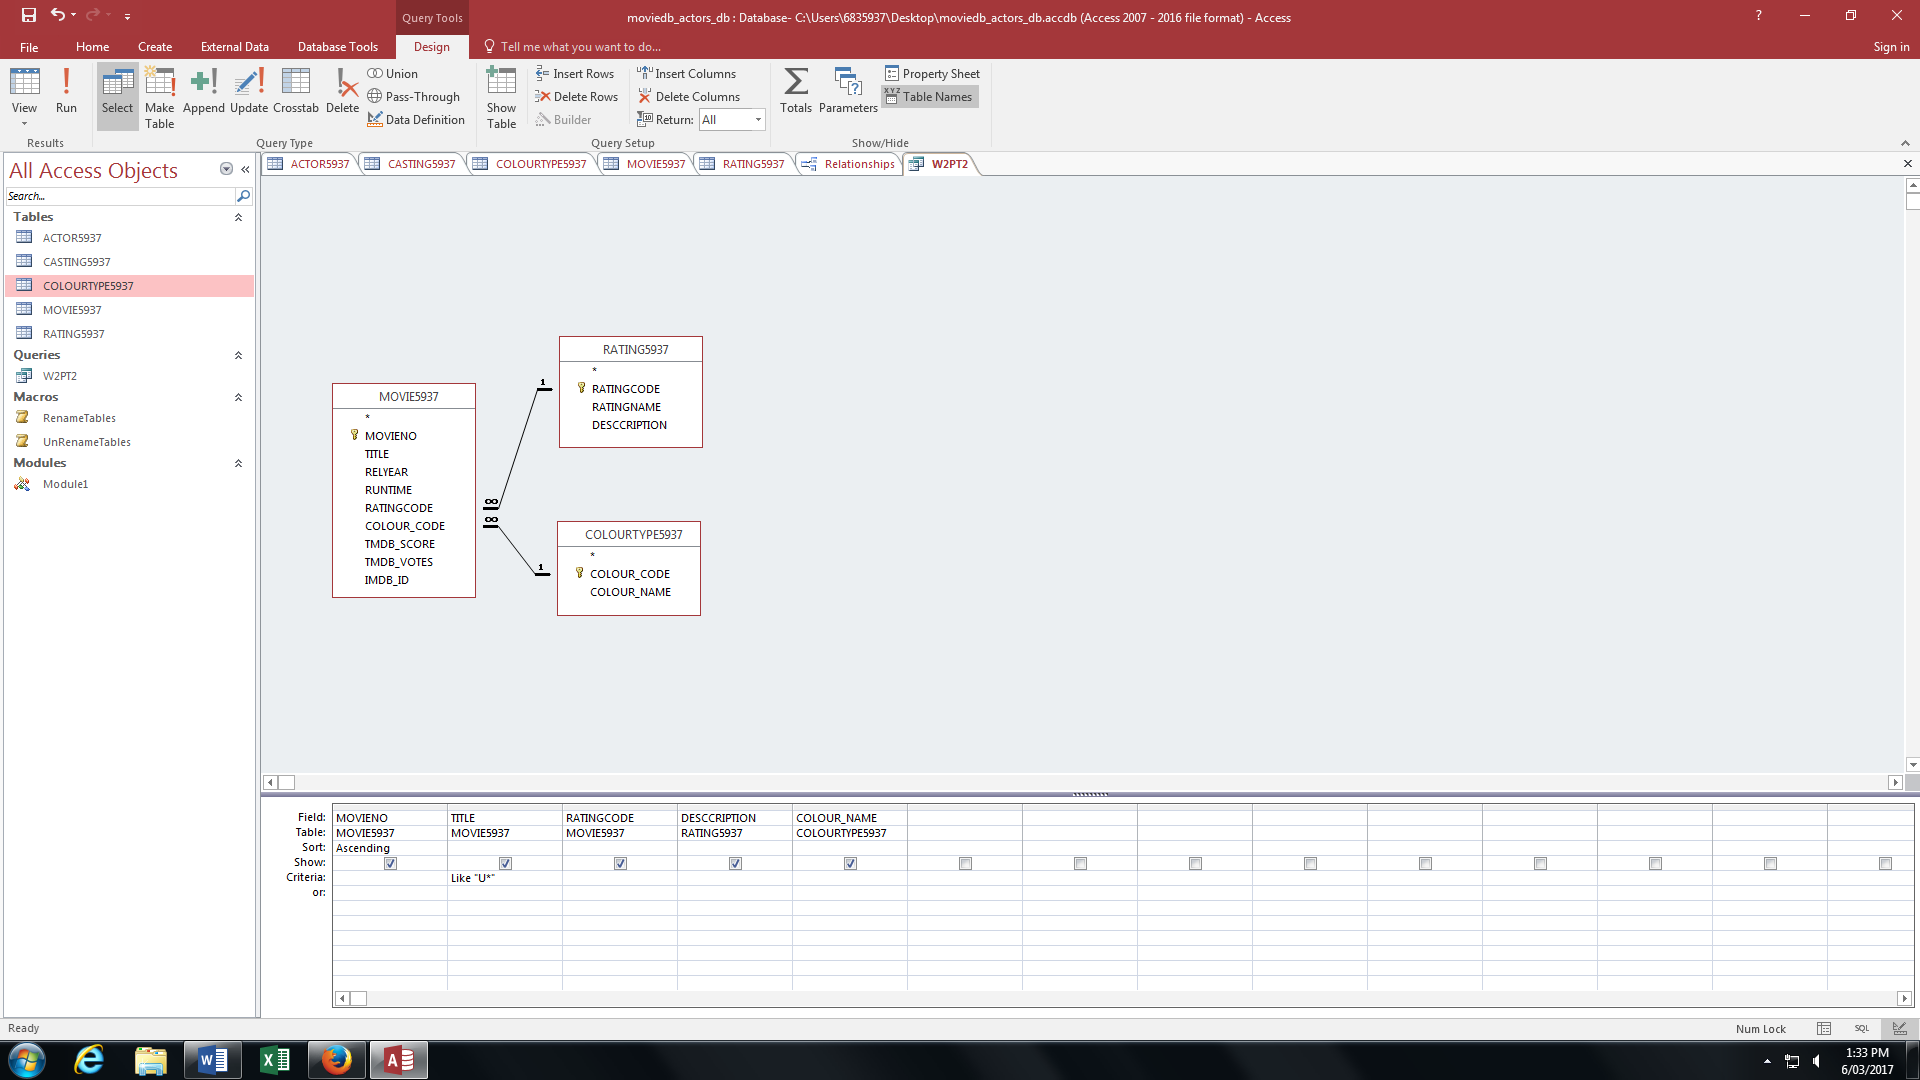 Query Tools
moviedb_actors_db : Database- C:\Users\6835937\Desktop\moviedb_actors_db.accdb (Access 2007 - 2016 file format) - Access
File Home Create External Data Database Tools Design Tell me what you want to do... Sign in
View
Run
Select
Make Table
Append
Update
Crosstab
Delete
Union
Pass-Through
Data Definition
Show Table
Insert Rows
Delete Rows
Builder
Insert Columns
Delete Columns
Return: All
Totals
Parameters
Property Sheet
Table Names
Results
Query Type
Query Setup
Show/Hide
All Access Objects
Search...
Tables
ACTOR5937
CASTING5937
COLOURTYPE5937
MOVIE5937
RATING5937
Queries
W2PT2
Macros
RenameTables
UnRenameTables
Modules
Module1
ACTOR5937 CASTING5937 COLOURTYPE5937 MOVIE5937 RATING5937 Relationships W2PT2
MOVIE5937
*
MOVIENO
TITLE
RELYEAR
RUNTIME
RATINGCODE
COLOUR_CODE
TMDB_SCORE
TMDB_VOTES
IMDB_ID
1
∞
∞
1
RATING5937
*
RATINGCODE
RATINGNAME
DESCCRIPTION
COLOURTYPE5937
*
COLOUR_CODE
COLOUR_NAME
Field: MOVIENO TITLE RATINGCODE DESCCRIPTION COLOUR_NAME
Table: MOVIE5937 MOVIE5937 MOVIE5937 RATING5937 COLOURTYPE5937
Sort: Ascending
Show:
Criteria: Like "U*"
or:
Ready
Num Lock
SQL
1:33 PM
6/03/2017